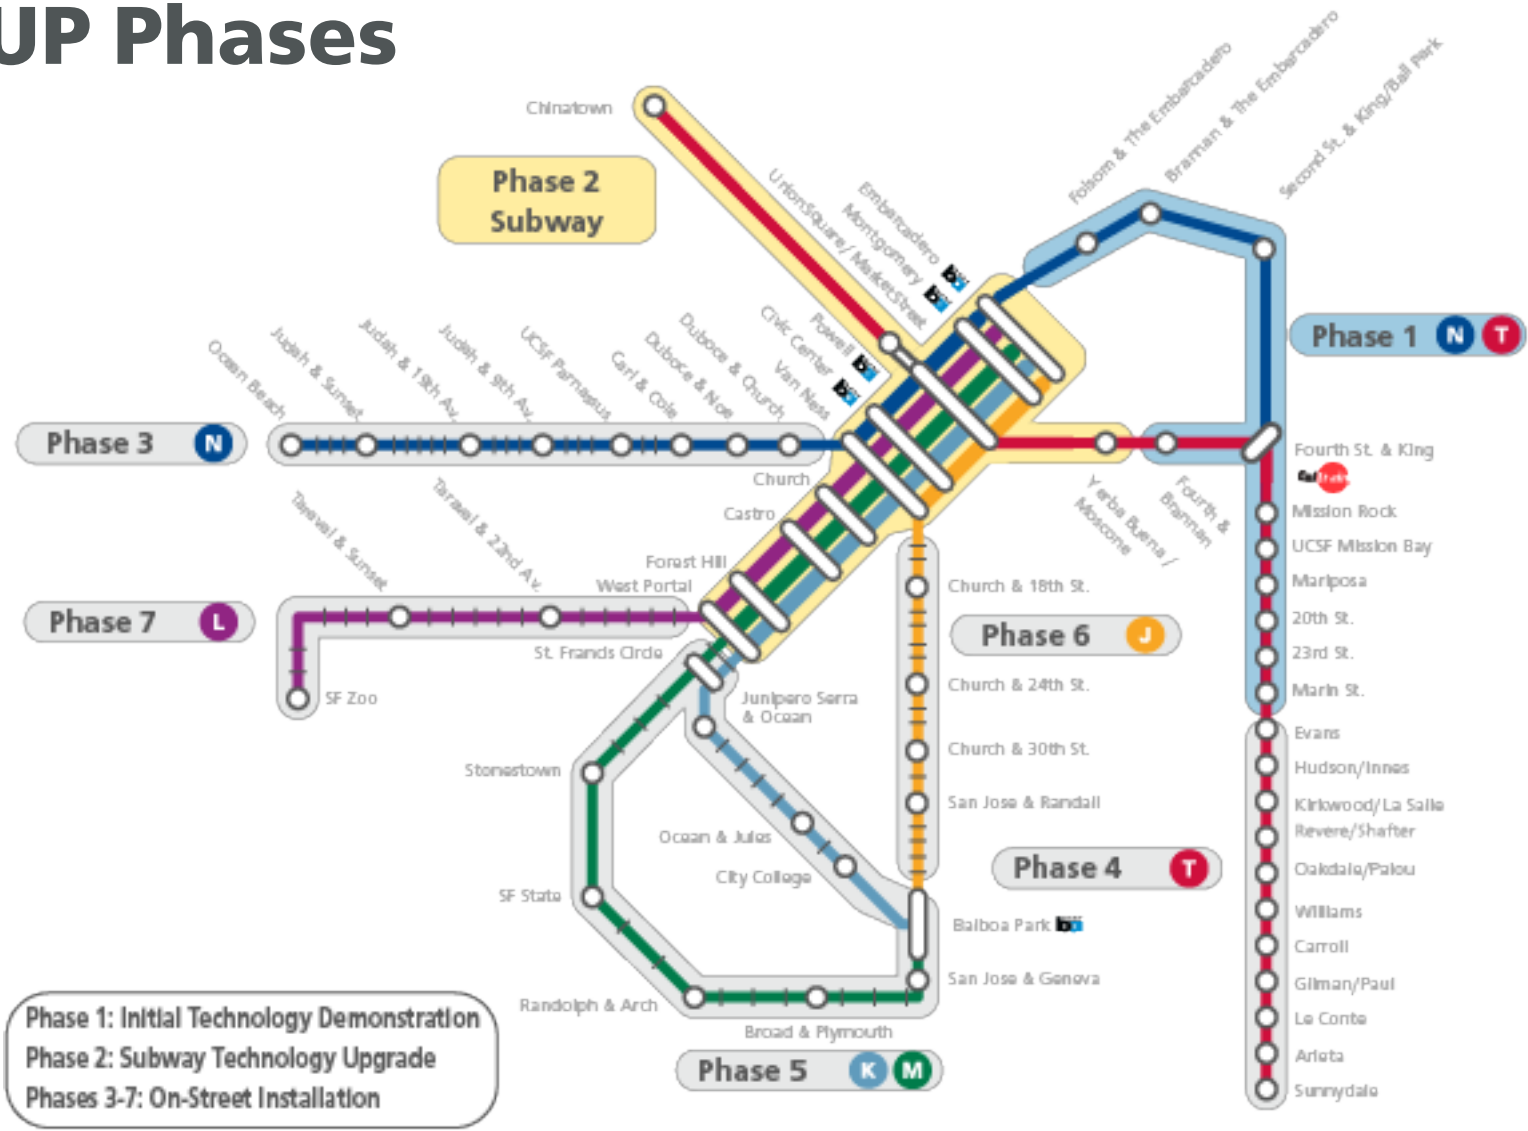 UP Phases
Chinatown
Phase 2
Subway
Union Square/Market Street
Embarcadero
Montgomery
Powell
Civic Center
Van Ness
Folsom & The Embarcadero
Brannan & The Embarcadero
Second St. & King/Ball Park
Phase 1 N T
Phase 3 N
Ocean Beach
Judah & Sunset
Judah & 19th Av.
Judah & 9th Av.
UCSF Parnassus
Carl & Cole
Duboce & Noe
Duboce & Church
Church
Castro
Forest Hill
West Portal
Yerba Buena /
Moscone
Fourth &
Brannan
Fourth St. & King
Mission Rock
UCSF Mission Bay
Mariposa
20th St.
23rd St.
Marin St.
Evans
Hudson/Innes
Kirkwood/La Salle
Revere/Shafter
Oakdale/Palou
Williams
Carroll
Gilman/Paul
Le Conte
Arleta
Sunnydale
Phase 7 L
Taraval & Sunset
Taraval & 22nd Av.
SF Zoo
St. Francis Circle
Junipero Serra
& Ocean
Stonestown
Ocean & Jules
City College
SF State
Randolph & Arch
Broad & Plymouth
Phase 5 K M
Church & 18th St.
Phase 6 J
Church & 24th St.
Church & 30th St.
San Jose & Randall
Phase 4 T
Balboa Park
San Jose & Geneva
Phase 1: Initial Technology Demonstration
Phase 2: Subway Technology Upgrade
Phases 3-7: On-Street Installation